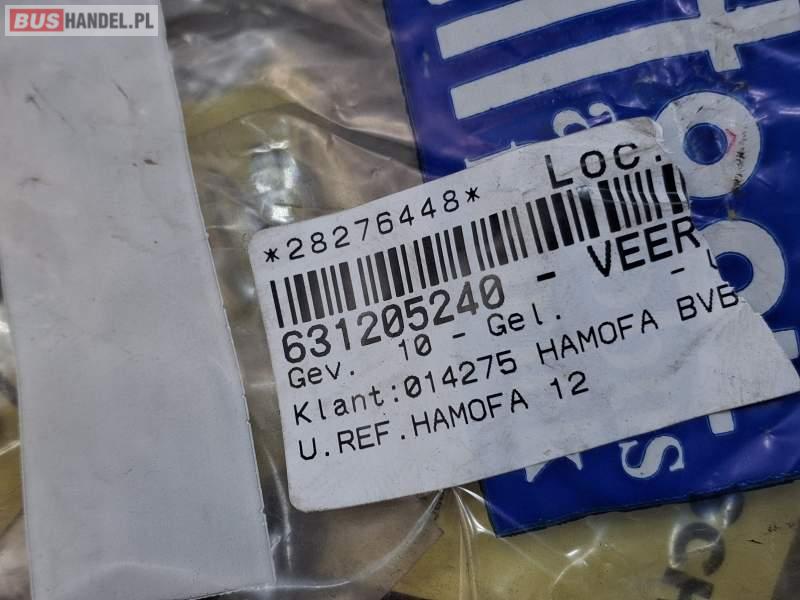 BUSHANDEL.PL
Loc.
*28276448*
631205240 - VEER
Gev. 10 - Gel. -
Klant:014275 HAMOFA BVB
U.REF.HAMOFA 12